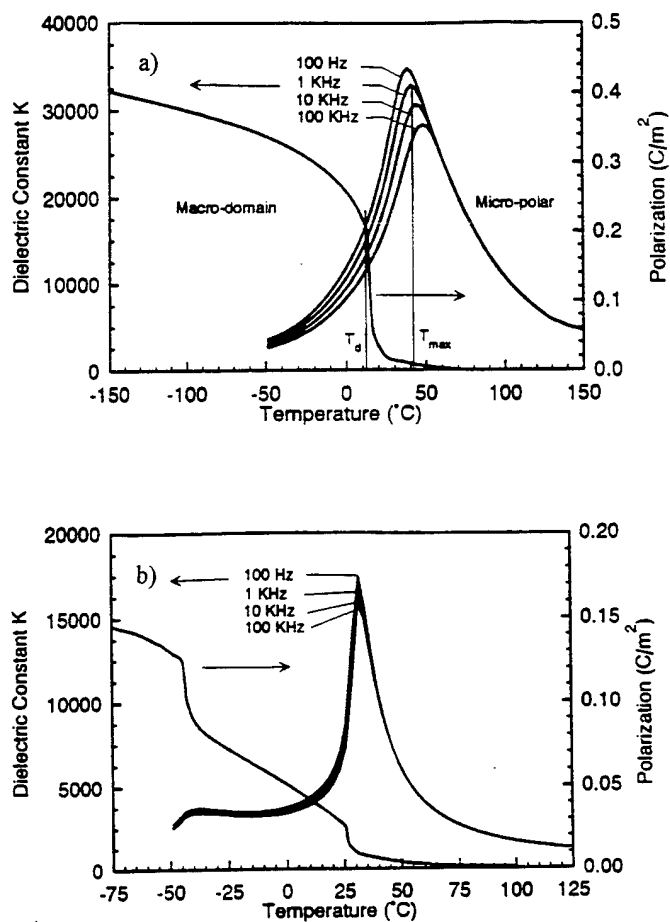 a)
40000
30000
20000
10000
0
Dielectric Constant K
100 Hz
1 KHz
10 KHz
100 KHz
Macro-domain
Micro-polar
T_d
T_max
0.5
0.4
0.3
0.2
0.1
0.0
Polarization (C/m²)
-150
-100
-50
0
50
100
150
Temperature (˚C)
b)
20000
15000
10000
5000
0
Dielectric Constant K
100 Hz
1 KHz
10 KHz
100 KHz
0.20
0.15
0.10
0.05
0.00
Polarization (C/m²)
-75
-50
-25
0
25
50
75
100
125
Temperature (˚C)